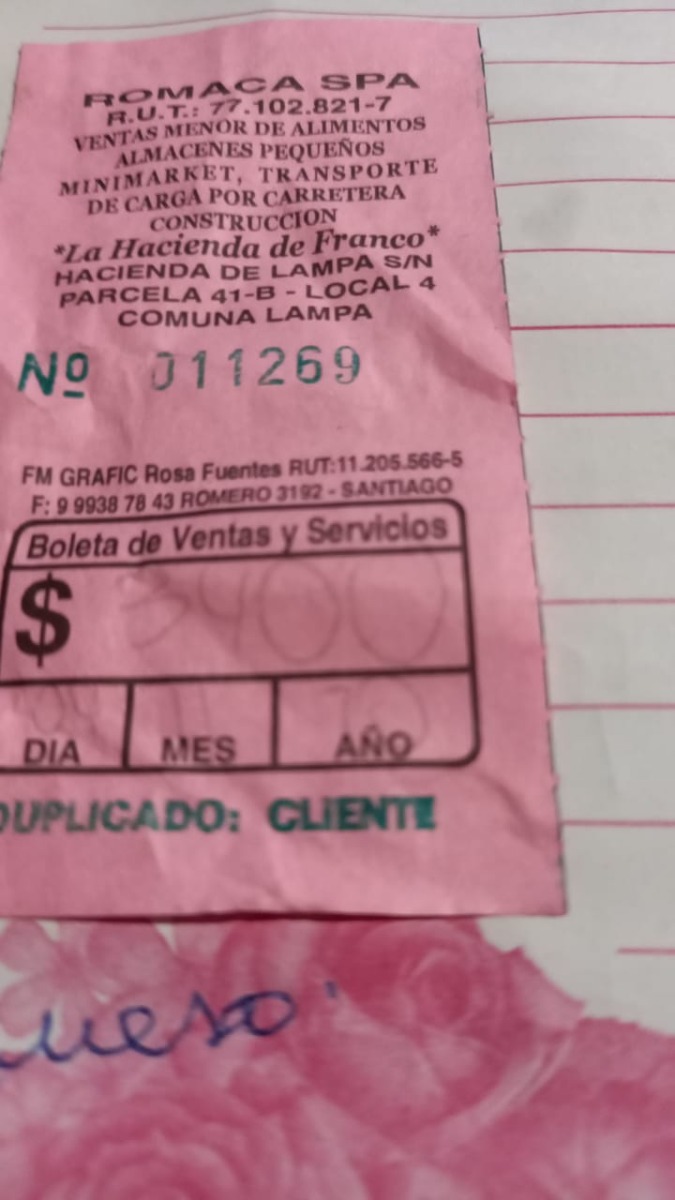 ROMACA SPA
R.U.T.: 77.102.821-7
VENTAS MENOR DE ALIMENTOS
ALMACENES PEQUEÑOS
MINIMARKET, TRANSPORTE
DE CARGA POR CARRETERA
CONSTRUCCION
"La Hacienda de Franco"
HACIENDA DE LAMPA S/N
PARCELA 41-B - LOCAL 4
COMUNA LAMPA
Nº 011269
FM GRAFIC Rosa Fuentes RUT:11.205.566-5
F: 9 9938 78 43 ROMERO 3192 - SANTIAGO
Boleta de Ventas y Servicios
$ 3400
DIA MES AÑO
DUPLICADO: CLIENTE